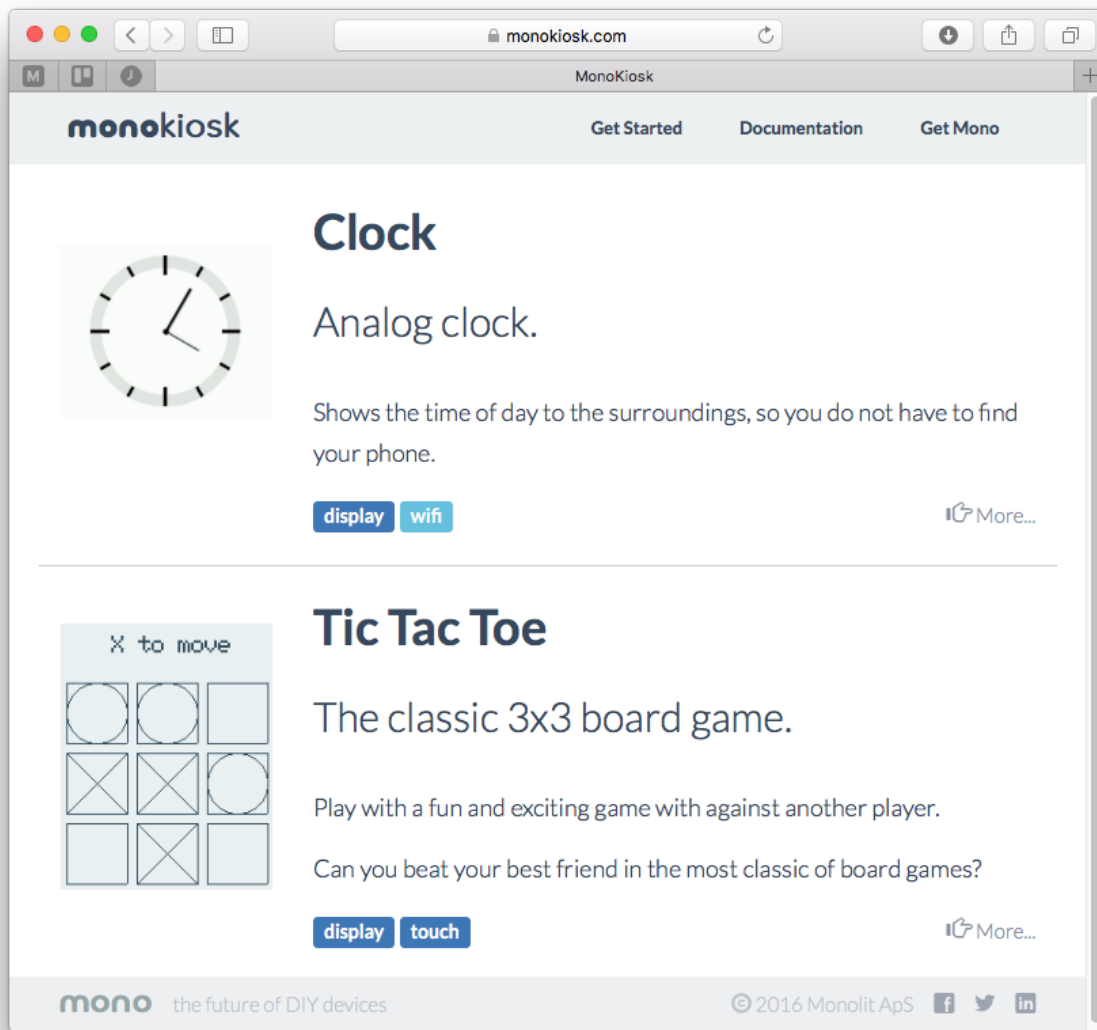 monokiosk.com
M
MonoKiosk
monokiosk
Get Started
Documentation
Get Mono
Clock
Analog clock.
Shows the time of day to the surroundings, so you do not have to find
your phone.
display wifi
More...
X to move
Tic Tac Toe
The classic 3x3 board game.
Play with a fun and exciting game with against another player.
Can you beat your best friend in the most classic of board games?
display touch
More...
mono the future of DIY devices
© 2016 Monolit ApS f in